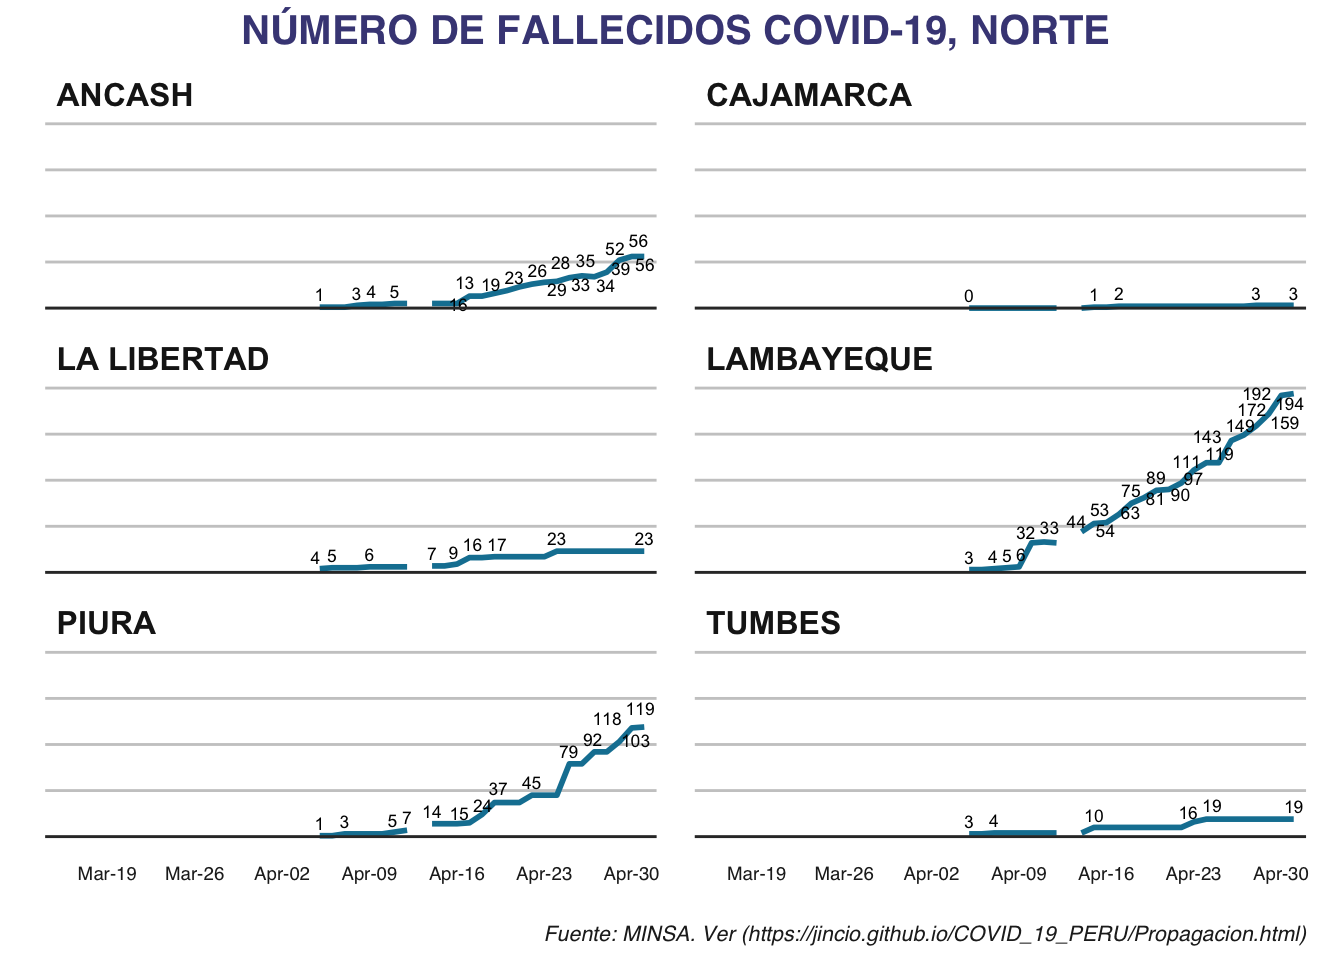 NÚMERO DE FALLECIDOS COVID-19, NORTE
ANCASH
1 3 4 5 16 13 19 23 26 28 29 35 33 34 52 39 56 56
CAJAMARCA
0 1 2 3 3
LA LIBERTAD
4 5 6 7 9 16 17 23 23
LAMBAYEQUE
3 4 5 6 32 33 44 53 54 63 75 81 89 90 111 97 143 119 149 172 192 159 194
PIURA
1 3 5 7 14 15 24 37 45 79 92 118 103 119
TUMBES
3 4 10 16 19 19
Mar-19 Mar-26 Apr-02 Apr-09 Apr-16 Apr-23 Apr-30
Mar-19 Mar-26 Apr-02 Apr-09 Apr-16 Apr-23 Apr-30
Fuente: MINSA. Ver (https://jincio.github.io/COVID_19_PERU/Propagacion.html)